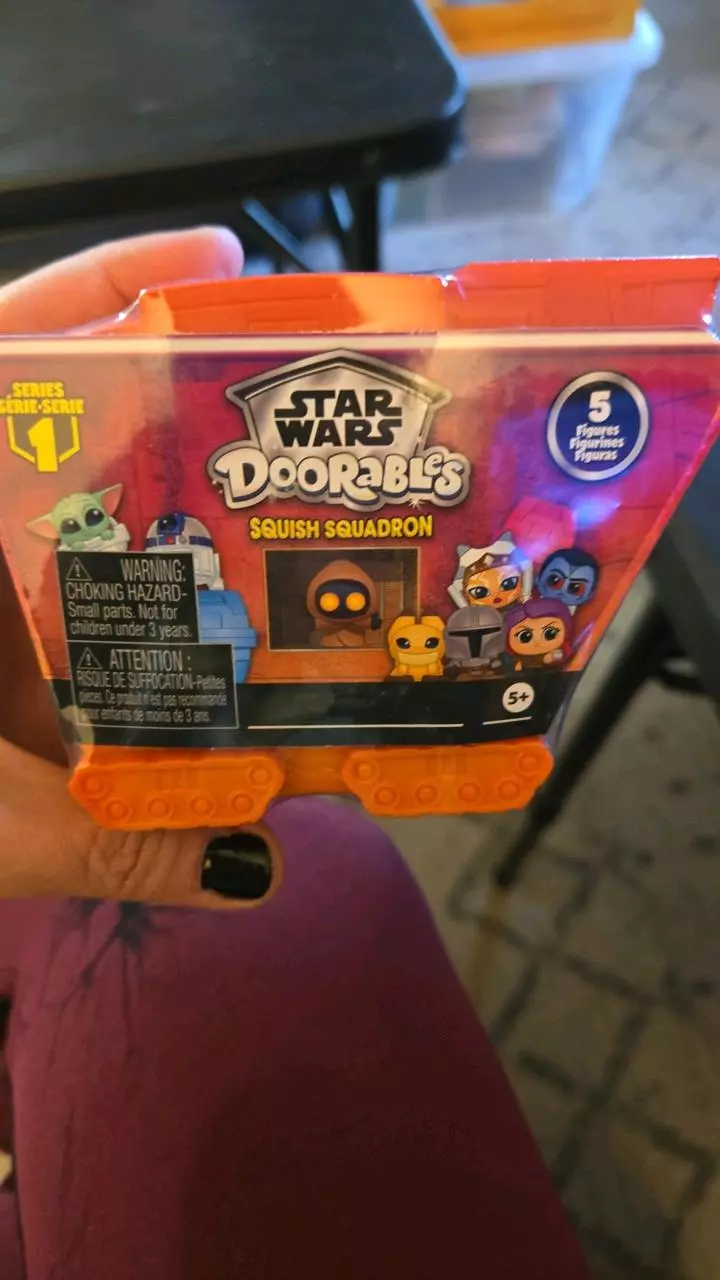 SERIES
SÉRIE•SERIE
1
STAR
WARS
DOORABLES
SQUISH SQUADRON
5
Figures
Figurines
Figuras
WARNING:
CHOKING HAZARD-
Small parts. Not for
children under 3 years.
ATTENTION :
RISQUE DE SUFFOCATION-Petites
pièces. Ce produit n'est pas recommandé
pour enfants de moins de 3 ans.
5+